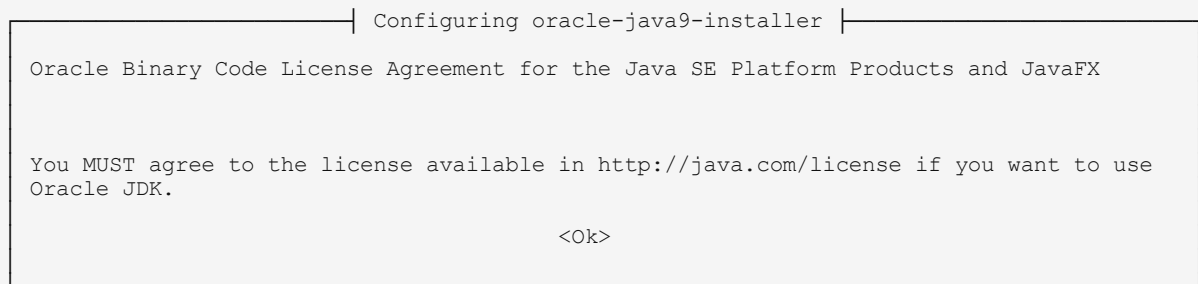 Configuring oracle-java9-installer
Oracle Binary Code License Agreement for the Java SE Platform Products and JavaFX
You MUST agree to the license available in http://java.com/license if you want to use
Oracle JDK.
<Ok>